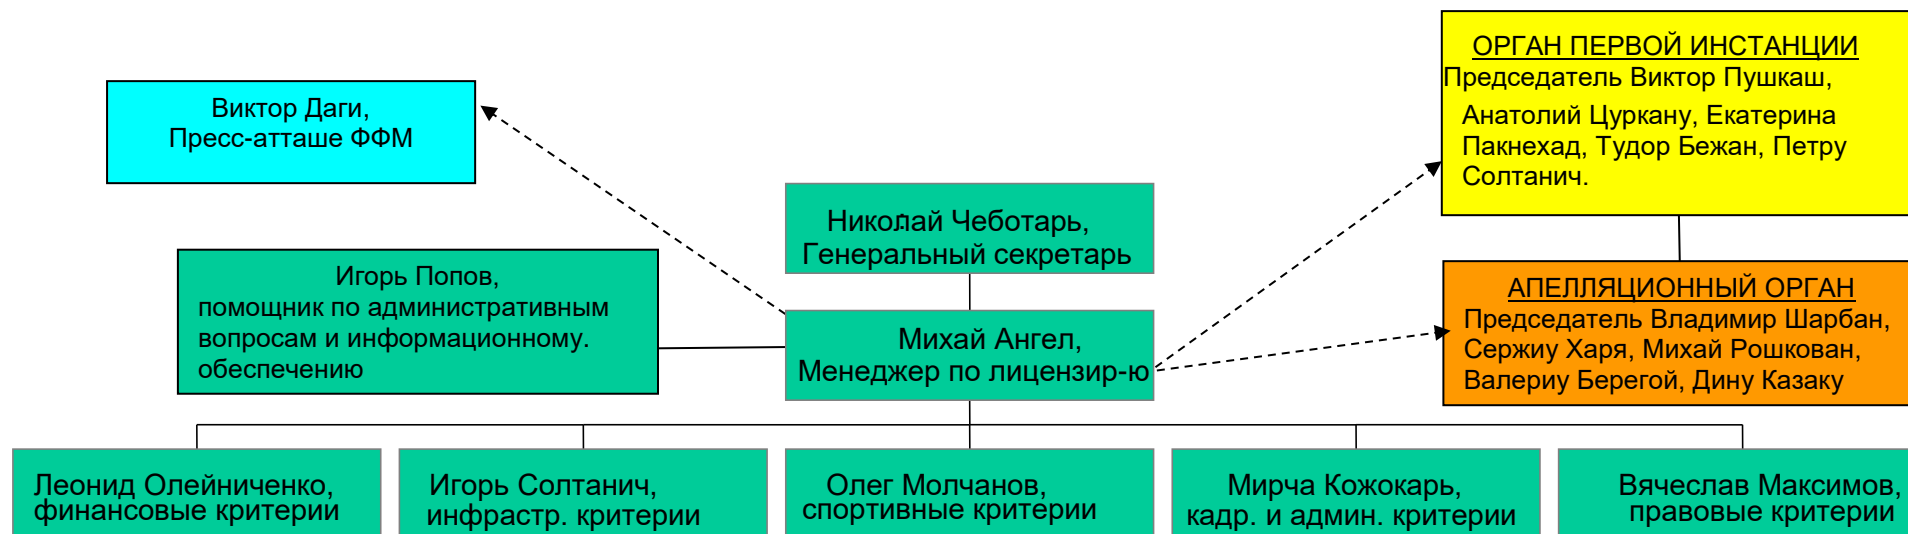 ОРГАН ПЕРВОЙ ИНСТАНЦИИ
Председатель Виктор Пушкаш,
Анатолий Цуркану, Екатерина
Пакнехад, Тудор Бежан, Петру
Солтанич.
Виктор Даги,
Пресс-атташе ФФМ
Николай Чеботарь,
Генеральный секретарь
Игорь Попов,
помощник по административным
вопросам и информационному.
обеспечению
АПЕЛЛЯЦИОННЫЙ ОРГАН
Председатель Владимир Шарбан,
Сержиу Харя, Михай Рошкован,
Валериу Берегой, Дину Казаку
Михай Ангел,
Менеджер по лицензир-ю
Леонид Олейниченко,
финансовые критерии
Игорь Солтанич,
инфрастр. критерии
Олег Молчанов,
спортивные критерии
Мирча Кожокарь,
кадр. и админ. критерии
Вячеслав Максимов,
правовые критерии